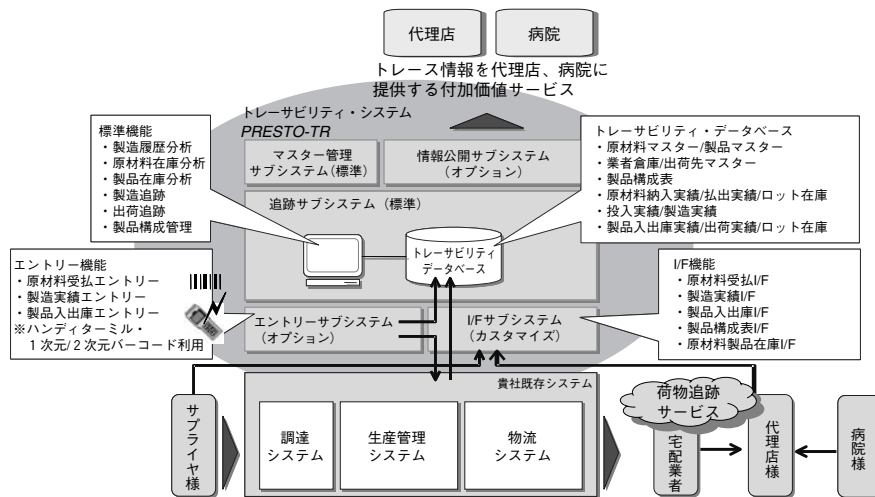 代理店
病院
トレース情報を代理店、病院に
提供する付加価値サービス
トレーサビリティ・システム
PRESTO-TR
標準機能
・製造履歴分析
・原材料在庫分析
・製品在庫分析
・製造追跡
・出荷追跡
・製品構成管理
マスター管理
サブシステム(標準)
情報公開サブシステム
(オプション)
トレーサビリティ・データベース
・原材料マスター/製品マスター
・業者倉庫/出荷先マスター
・製品構成表
・原材料納入実績/払出実績/ロット在庫
・投入実績/製造実績
・製品入出庫実績/出荷実績/ロット在庫
追跡サブシステム(標準)
トレーサビリティ
データベース
エントリー機能
・原材料受払エントリー
・製造実績エントリー
・製品入出庫エントリー
※ハンディターミル・
1次元/2次元バーコード利用
エントリーサブシステム
(オプション)
I/Fサブシステム
(カスタマイズ)
I/F機能
・原材料受払I/F
・製造実績I/F
・製品入出庫I/F
・製品構成表I/F
・原材料製品在庫I/F
貴社既存システム
サプライヤ様
調達
システム
生産管理
システム
物流
システム
荷物追跡
サービス
宅配業者
代理店様
病院様